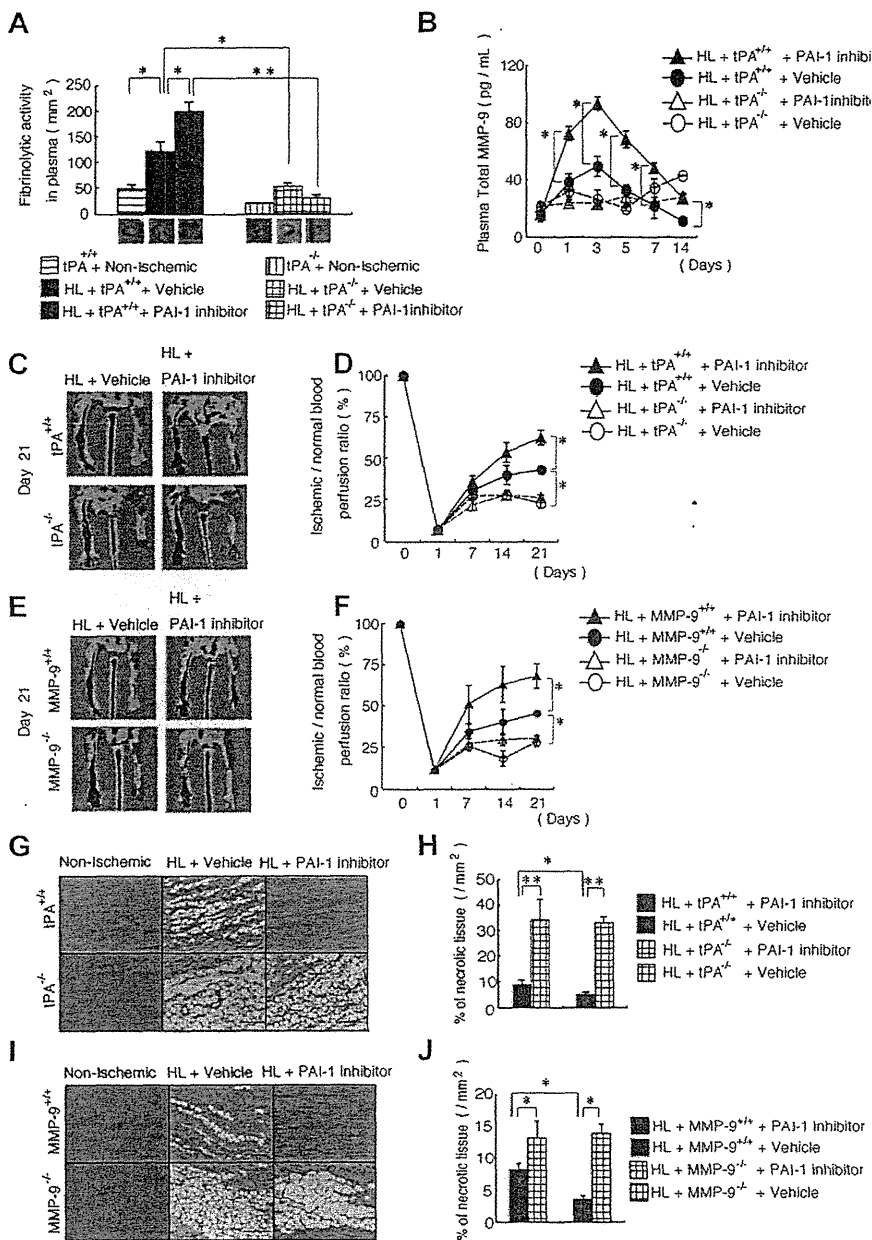 A
Fibrinolytic activity
in plasma ( mm² )
250
200
150
100
50
0
* * * **
tPA+/+ + Non-Ischemic
HL + tPA+/+ + Vehicle
HL + tPA+/+ + PAI-1 inhibitor
tPA-/- + Non-Ischemic
HL + tPA-/- + Vehicle
HL + tPA-/- + PAI-1inhibitor
B
Plasma Total MMP-9 ( pg / mL )
120
80
40
0
* * * * *
0 1 3 5 7 14
( Days )
HL + tPA+/+ + PAI-1 inhibi
HL + tPA+/+ + Vehicle
HL + tPA-/- + PAI-1inhibito
HL + tPA-/- + Vehicle
C
HL + Vehicle
HL +
PAI-1 inhibitor
Day 21
tPA+/+
tPA-/-
D
Ischemic / normal blood
perfusion ratio ( % )
100
75
50
25
0
* *
0 1 7 14 21
( Days )
HL + tPA+/+ + PAI-1 inhibitor
HL + tPA+/+ + Vehicle
HL + tPA-/- + PAI-1 inhibitor
HL + tPA-/- + Vehicle
E
HL + Vehicle
HL +
PAI-1 inhibitor
Day 21
MMP-9+/+
MMP-9-/-
F
Ischemic / normal blood
perfusion ratio ( % )
100
75
50
25
0
* *
0 1 7 14 21
( Days )
HL + MMP-9+/+ + PAI-1 inhibitor
HL + MMP-9+/+ + Vehicle
HL + MMP-9-/- + PAI-1 inhibitor
HL + MMP-9-/- + Vehicle
G
Non-Ischemic HL + Vehicle HL + PAI-1 inhibitor
tPA+/+
tPA-/-
H
% of necrotic tissue ( / mm² )
50
40
30
20
10
0
* ** **
HL + tPA+/+ + PAI-1 inhibitor
HL + tPA+/+ + Vehicle
HL + tPA-/- + PAI-1 inhibitor
HL + tPA-/- + Vehicle
I
Non-Ischemic HL + Vehicle HL + PAI-1 inhibitor
MMP-9+/+
MMP-9-/-
J
% of necrotic tissue ( / mm² )
20
15
10
5
0
* * *
HL + MMP-9+/+ + PAI-1 Inhibitor
HL + MMP-9+/+ + Vehicle
HL + MMP-9-/- + PAI-1 inhibitor
HL + MMP-9-/- + Vehicle